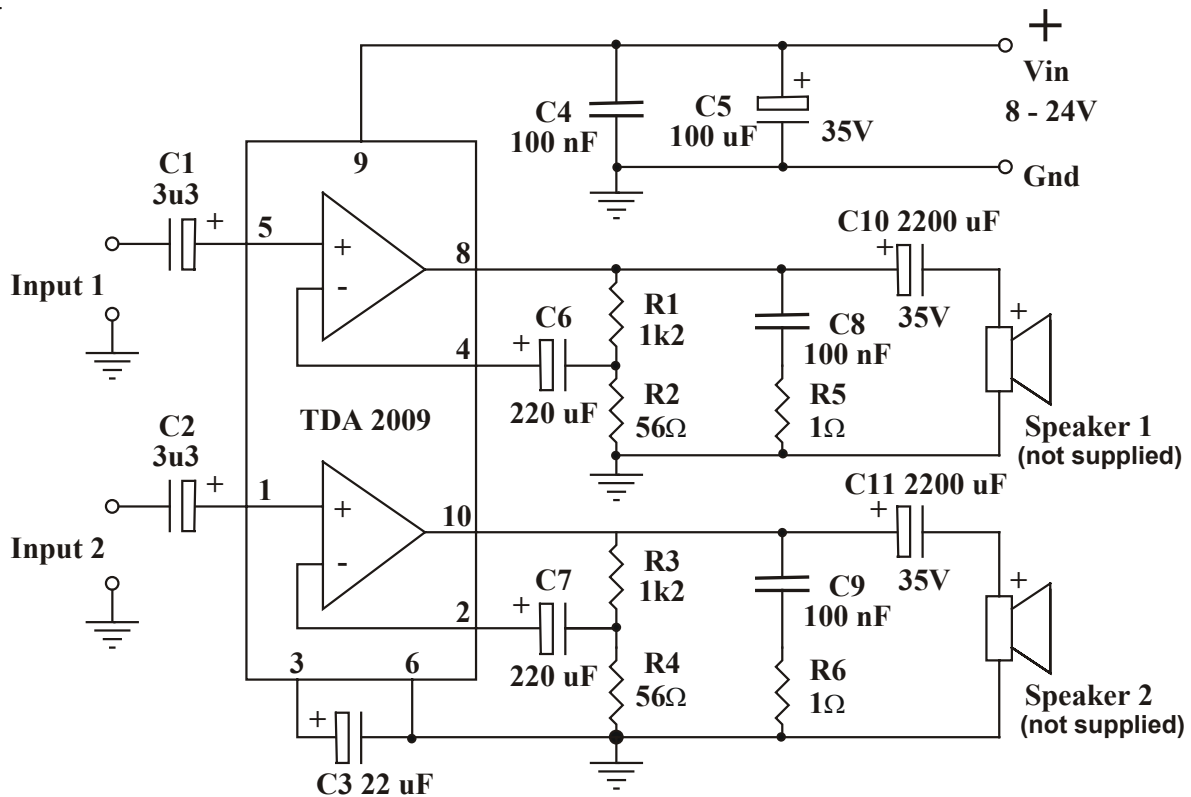 +
Vin
8 - 24V
Gnd
C4
100 nF
C5
100 uF
+
35V
9
C1
3u3
+
5
+
-
8
4
Input 1
C6
+
220 uF
R1
1k2
R2
56Ω
C8
100 nF
R5
1Ω
C10 2200 uF
+
35V
+
Speaker 1
(not supplied)
TDA 2009
C2
3u3
+
1
+
-
10
2
Input 2
C7
+
220 uF
R3
1k2
R4
56Ω
C9
100 nF
R6
1Ω
C11 2200 uF
+
35V
+
Speaker 2
(not supplied)
3
6
+
C3 22 uF